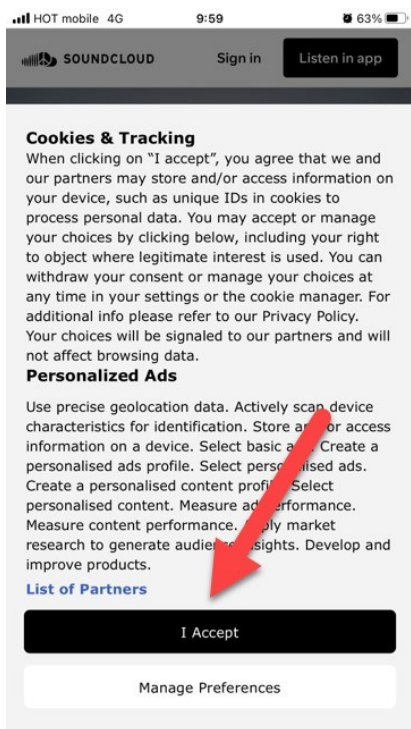 HOT mobile 4G 9:59 63%
SOUNDCLOUD Sign in Listen in app
Cookies & Tracking
When clicking on "I accept", you agree that we and
our partners may store and/or access information on
your device, such as unique IDs in cookies to
process personal data. You may accept or manage
your choices by clicking below, including your right
to object where legitimate interest is used. You can
withdraw your consent or manage your choices at
any time in your settings or the cookie manager. For
additional info please refer to our Privacy Policy.
Your choices will be signaled to our partners and will
not affect browsing data.
Personalized Ads
Use precise geolocation data. Actively scan device
characteristics for identification. Store and/or access
information on a device. Select basic Create a
personalised ads profile. Select personalised ads.
Create a personalised content profile. Select
personalised content. Measure ad performance.
Measure content performance. Apply market
research to generate audience insights. Develop and
improve products.
List of Partners
I Accept
Manage Preferences